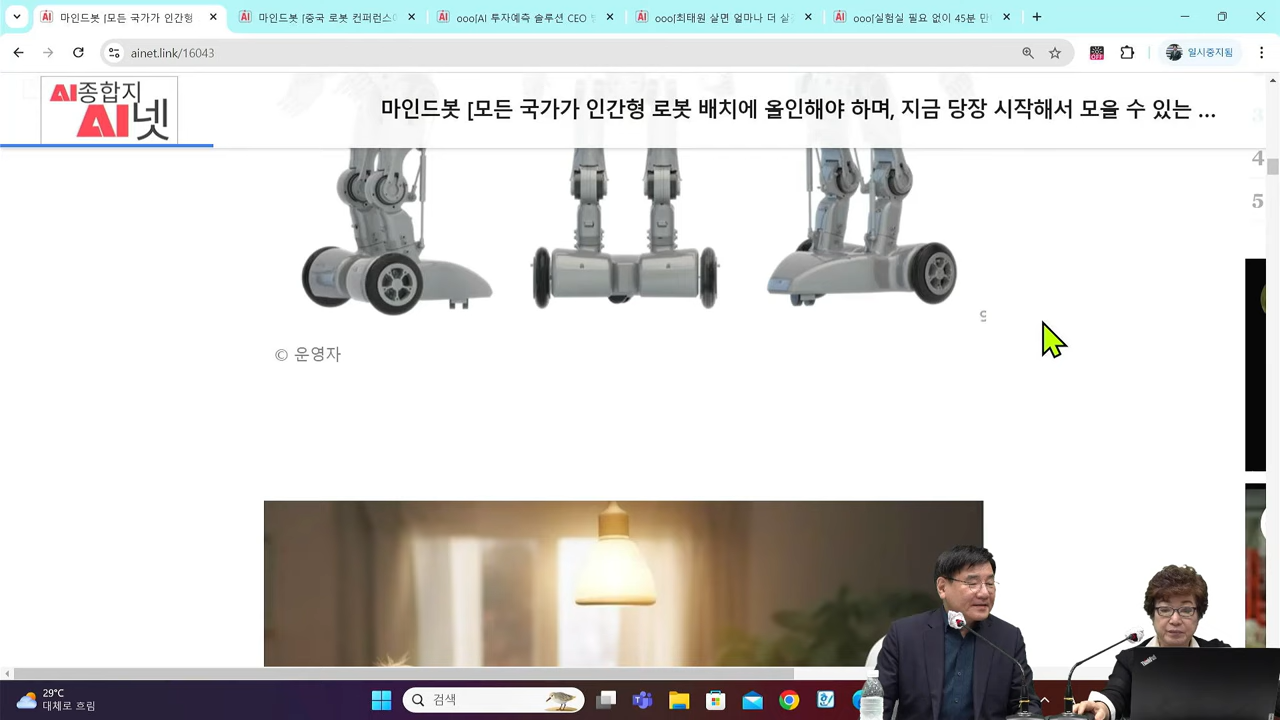 마인드봇 [모든 국가가 인간형
마인드봇 [중국 로봇 컨퍼런스
ooo[AI 투자예측 솔루션 CEO
ooo[최태원 살면 얼마나 더 살
ooo[실험실 필요 없이 45분 만
ainet.link/16043
OFF
일시중지됨
AI종합지
AI넷
마인드봇 [모든 국가가 인간형 로봇 배치에 올인해야 하며, 지금 당장 시작해서 모을 수 있는 ...
3
4
5
© 운영자
29°C
대체로 흐림
검색
ThinkPad